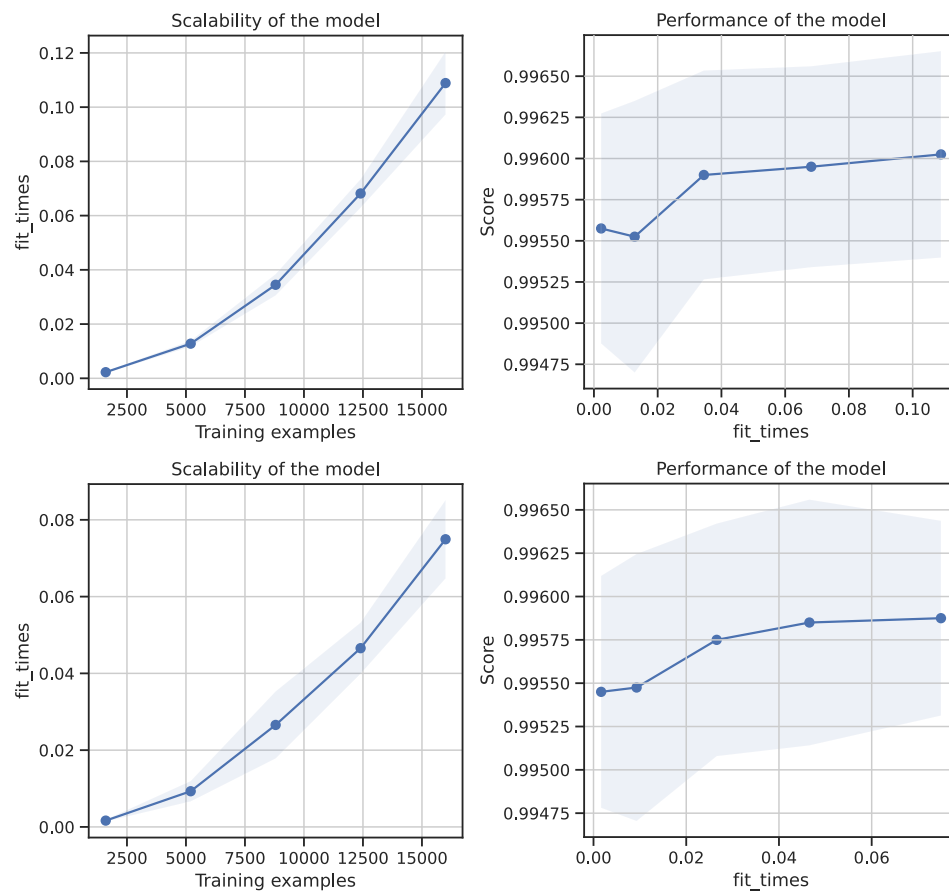 Scalability of the model
fit_times
0.12
0.10
0.08
0.06
0.04
0.02
0.00
2500 5000 7500 10000 12500 15000
Training examples
Performance of the model
Score
0.99650
0.99625
0.99600
0.99575
0.99550
0.99525
0.99500
0.99475
0.00 0.02 0.04 0.06 0.08 0.10
fit_times
Scalability of the model
fit_times
0.08
0.06
0.04
0.02
0.00
2500 5000 7500 10000 12500 15000
Training examples
Performance of the model
Score
0.99650
0.99625
0.99600
0.99575
0.99550
0.99525
0.99500
0.99475
0.00 0.02 0.04 0.06
fit_times